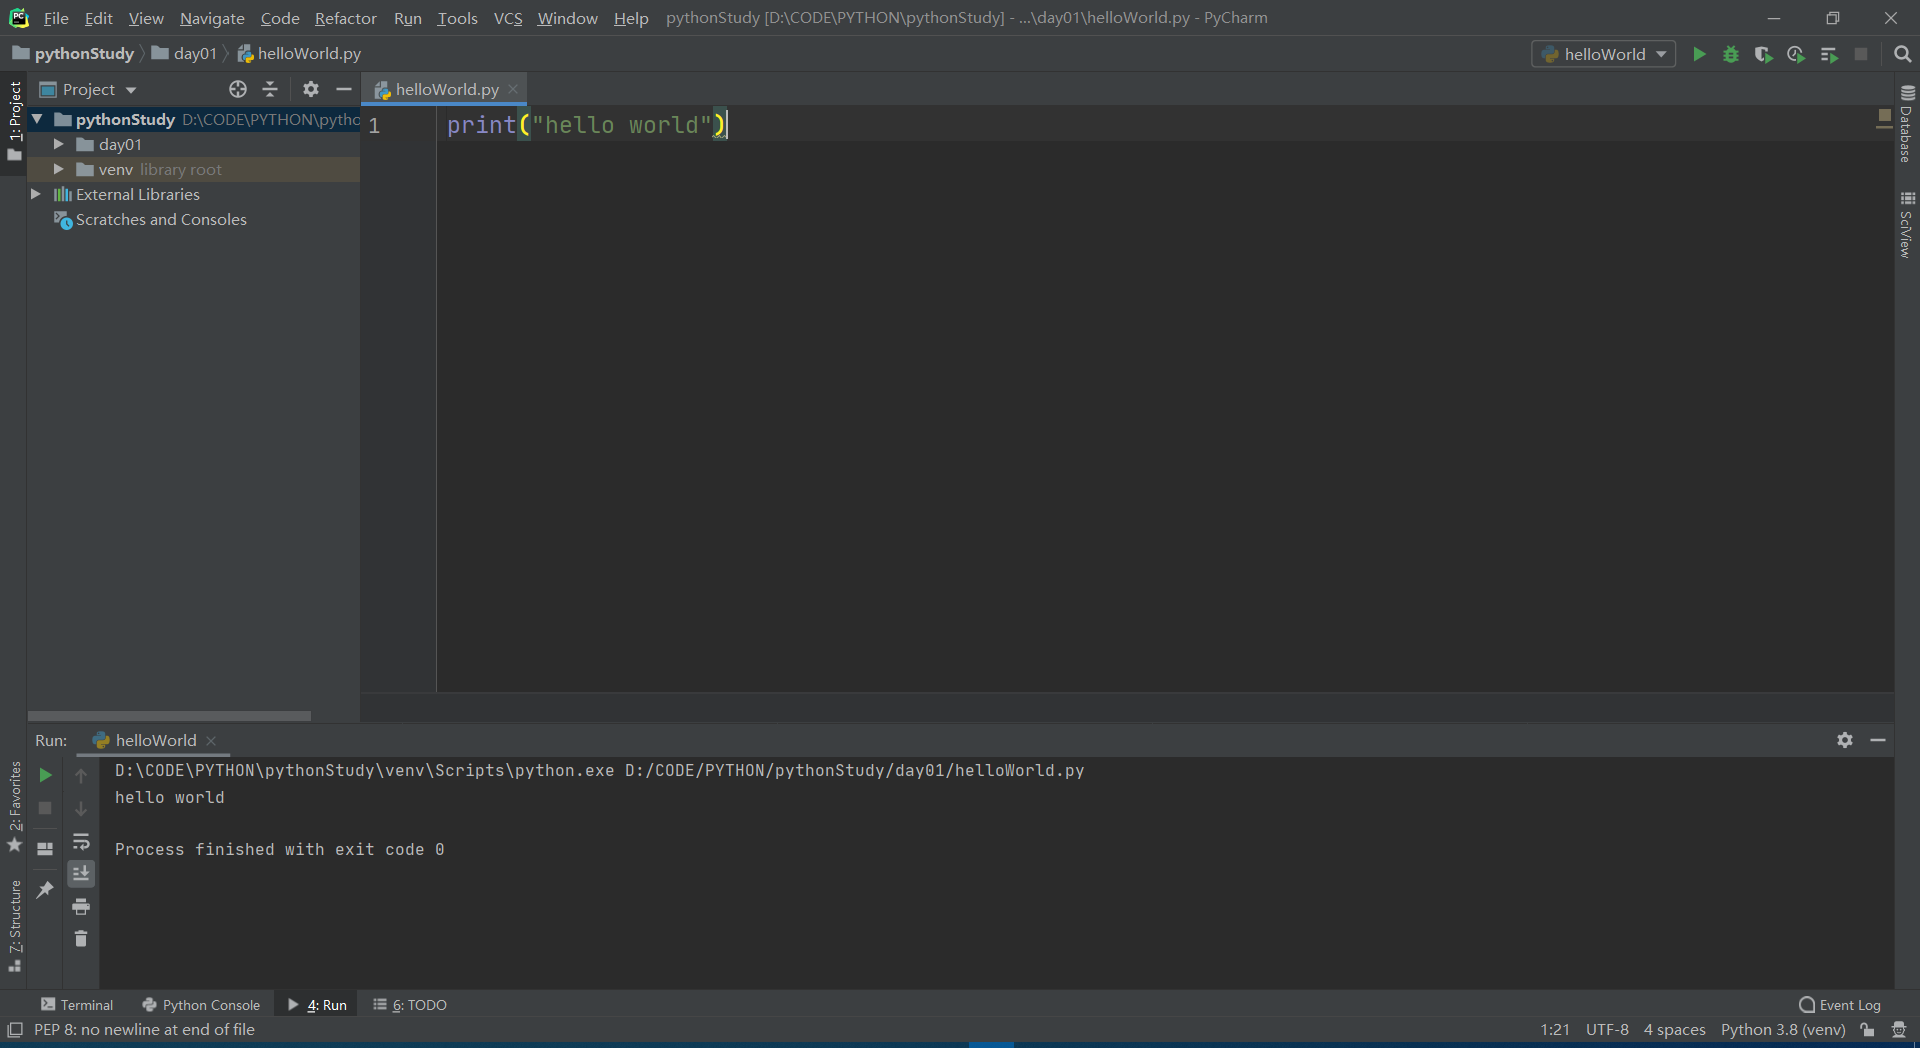 File Edit View Navigate Code Refactor Run Tools VCS Window Help pythonStudy [D:\CODE\PYTHON\pythonStudy] - ...\day01\helloWorld.py - PyCharm
pythonStudy day01 helloWorld.py helloWorld
1: Project
Project
helloWorld.py
pythonStudy D:\CODE\PYTHON\pytho
day01
venv library root
External Libraries
Scratches and Consoles
1 print("hello world")
Database
SciView
Run: helloWorld
D:\CODE\PYTHON\pythonStudy\venv\Scripts\python.exe D:/CODE/PYTHON/pythonStudy/day01/helloWorld.py
hello world
Process finished with exit code 0
2: Favorites
7: Structure
Terminal Python Console 4: Run 6: TODO Event Log
PEP 8: no newline at end of file 1:21 UTF-8 4 spaces Python 3.8 (venv)